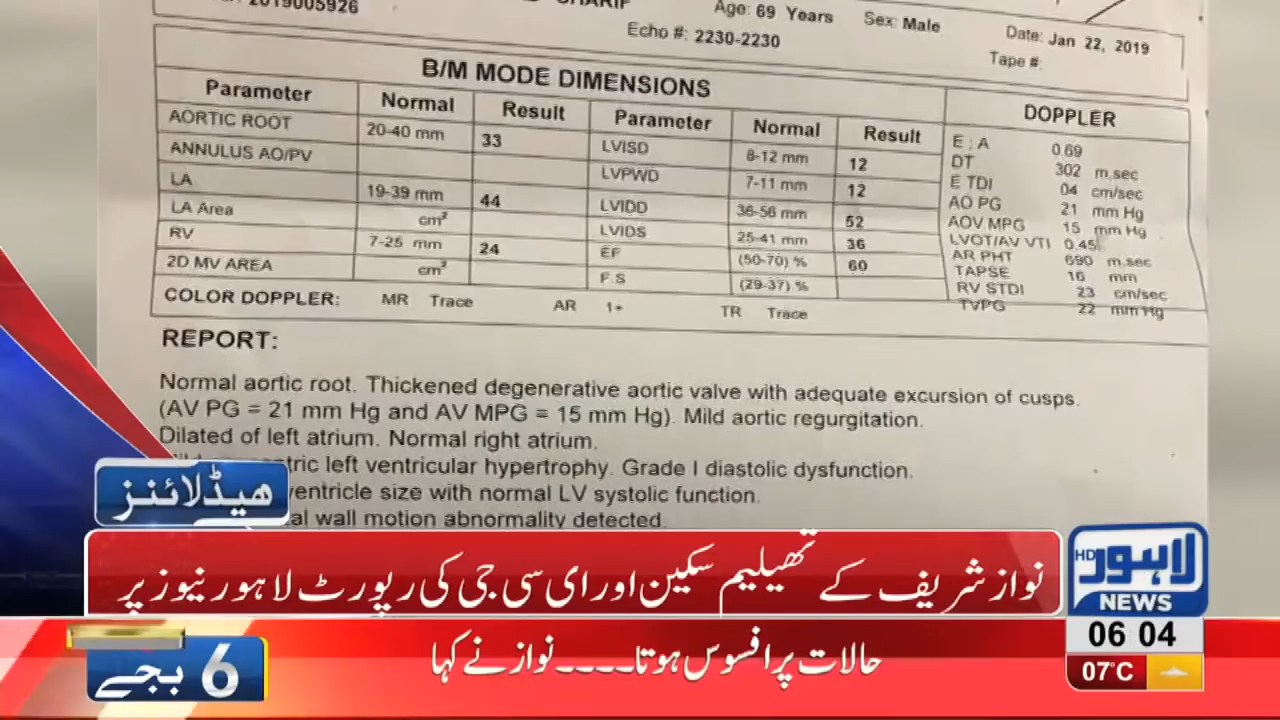 2019005926
SHARIF
Age: 69 Years
Sex: Male
Date: Jan 22, 2019
Echo #: 2230-2230
Tape #:
B/M MODE DIMENSIONS
Parameter Normal Result Parameter Normal Result DOPPLER
AORTIC ROOT 20-40 mm 33 LVISD 8-12 mm 12 E : A 0.69
ANNULUS AO/PV LVPWD 7-11 mm 12 DT 302 m.sec
LA 19-39 mm 44 LVIDD 36-56 mm 52 E TDI 04 cm/sec
LA Area cm² LVIDS 25-41 mm 36 AO PG 21 mm Hg
RV 7-25 mm 24 EF (50-70) % 60 AOV MPG 15 mm Hg
2D MV AREA cm² F.S (29-37) % LVOT/AV VTI 0.45
AR PHT 690 m.sec
TAPSE 16 mm
RV STDI 23 cm/sec
TVPG 22 mm Hg
COLOR DOPPLER: MR Trace AR 1+ TR Trace
REPORT:
Normal aortic root. Thickened degenerative aortic valve with adequate excursion of cusps.
(AV PG = 21 mm Hg and AV MPG = 15 mm Hg). Mild aortic regurgitation.
Dilated of left atrium. Normal right atrium.
left ventricular hypertrophy. Grade I diastolic dysfunction.
ventricle size with normal LV systolic function.
wall motion abnormality detected.
ھیڈلائنز
نواز شریف کے تھیلیم سکین اور ای سی جی کی رپورٹ لاہور نیوز پر
لاہور HD
NEWS
06 04
07°C
6 بجے
حالات پر افسوس ہوتا۔۔۔۔ نواز نے کہا